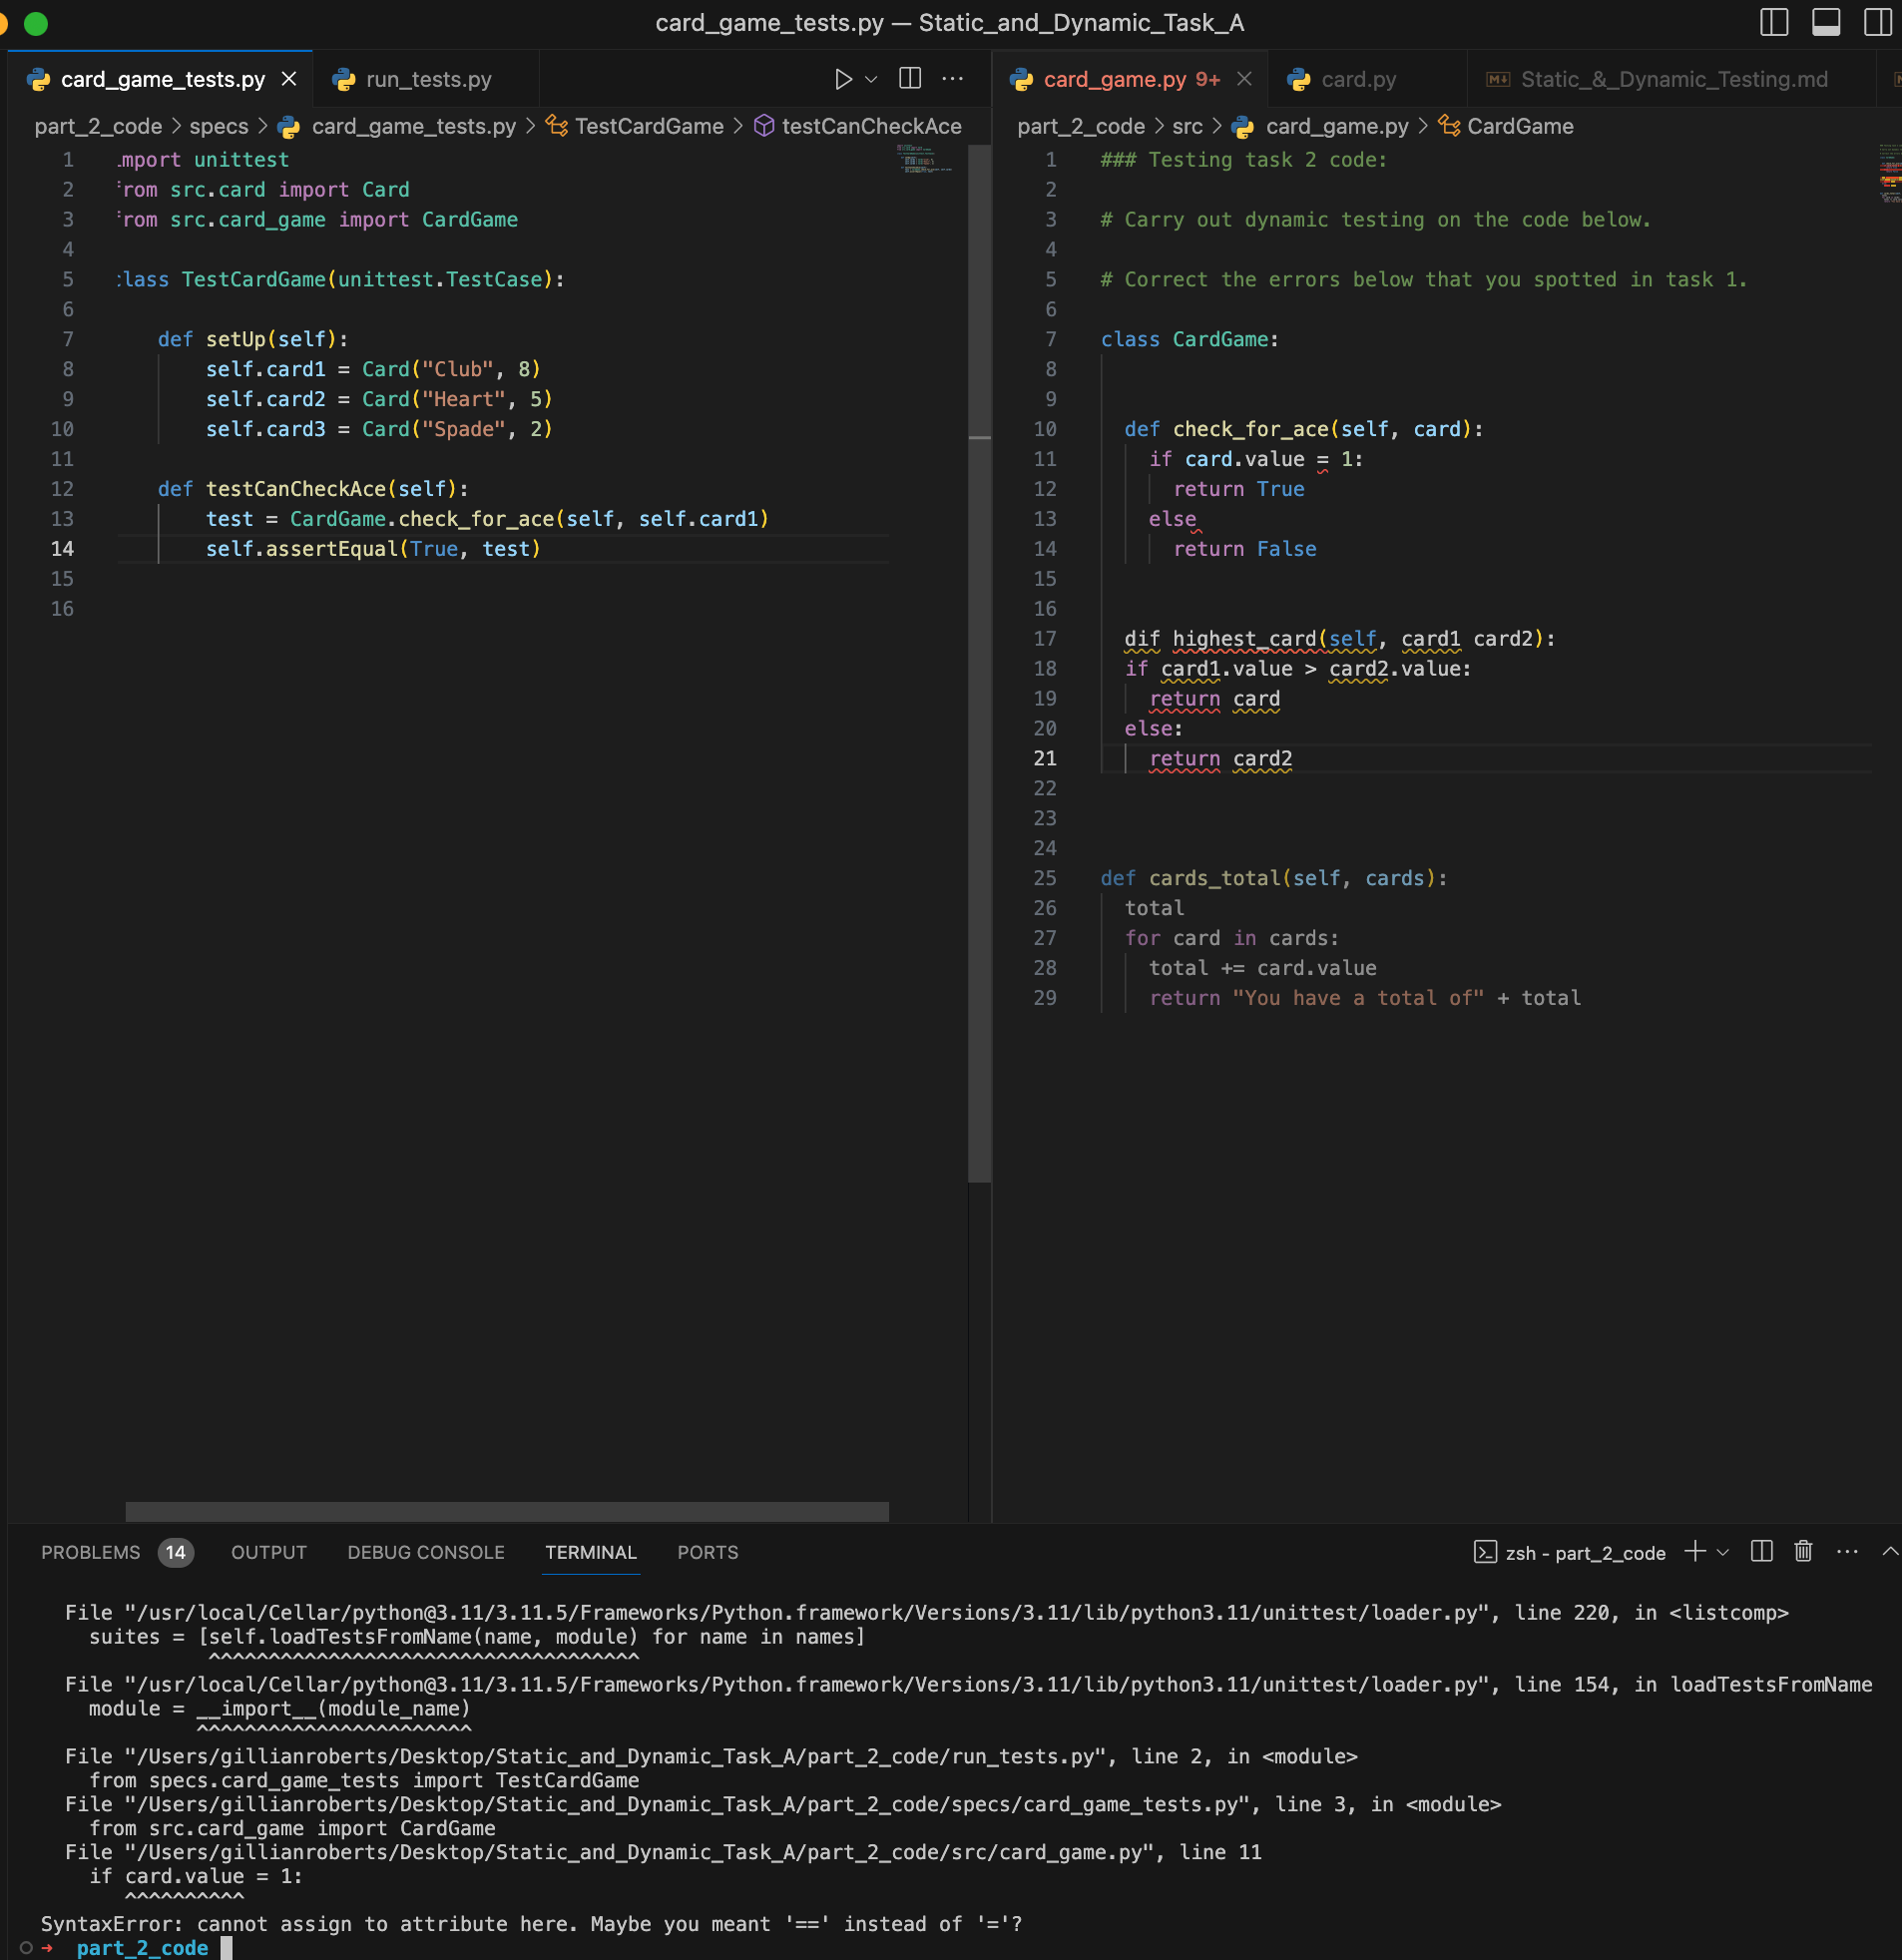 card_game_tests.py — Static_and_Dynamic_Task_A
card_game_tests.py
run_tests.py
part_2_code > specs > card_game_tests.py > TestCardGame > testCanCheckAce
1 import unittest
2 from src.card import Card
3 from src.card_game import CardGame
4
5 class TestCardGame(unittest.TestCase):
6
7 def setUp(self):
8 self.card1 = Card("Club", 8)
9 self.card2 = Card("Heart", 5)
10 self.card3 = Card("Spade", 2)
11
12 def testCanCheckAce(self):
13 test = CardGame.check_for_ace(self, self.card1)
14 self.assertEqual(True, test)
15
16
card_game.py 9+
card.py
Static_&_Dynamic_Testing.md
part_2_code > src > card_game.py > CardGame
1 ### Testing task 2 code:
2
3 # Carry out dynamic testing on the code below.
4
5 # Correct the errors below that you spotted in task 1.
6
7 class CardGame:
8
9
10 def check_for_ace(self, card):
11 if card.value = 1:
12 return True
13 else
14 return False
15
16
17 dif highest_card(self, card1 card2):
18 if card1.value > card2.value:
19 return card
20 else:
21 return card2
22
23
24
25 def cards_total(self, cards):
26 total
27 for card in cards:
28 total += card.value
29 return "You have a total of" + total
PROBLEMS 14 OUTPUT DEBUG CONSOLE TERMINAL PORTS
zsh - part_2_code
File "/usr/local/Cellar/python@3.11/3.11.5/Frameworks/Python.framework/Versions/3.11/lib/python3.11/unittest/loader.py", line 220, in <listcomp>
suites = [self.loadTestsFromName(name, module) for name in names]
^^^^^^^^^^^^^^^^^^^^^^^^^^^^^^^^^^^^
File "/usr/local/Cellar/python@3.11/3.11.5/Frameworks/Python.framework/Versions/3.11/lib/python3.11/unittest/loader.py", line 154, in loadTestsFromName
module = __import__(module_name)
^^^^^^^^^^^^^^^^^^^^^^^
File "/Users/gillianroberts/Desktop/Static_and_Dynamic_Task_A/part_2_code/run_tests.py", line 2, in <module>
from specs.card_game_tests import TestCardGame
File "/Users/gillianroberts/Desktop/Static_and_Dynamic_Task_A/part_2_code/specs/card_game_tests.py", line 3, in <module>
from src.card_game import CardGame
File "/Users/gillianroberts/Desktop/Static_and_Dynamic_Task_A/part_2_code/src/card_game.py", line 11
if card.value = 1:
^^^^^^^^^^
SyntaxError: cannot assign to attribute here. Maybe you meant '==' instead of '='?
→ part_2_code